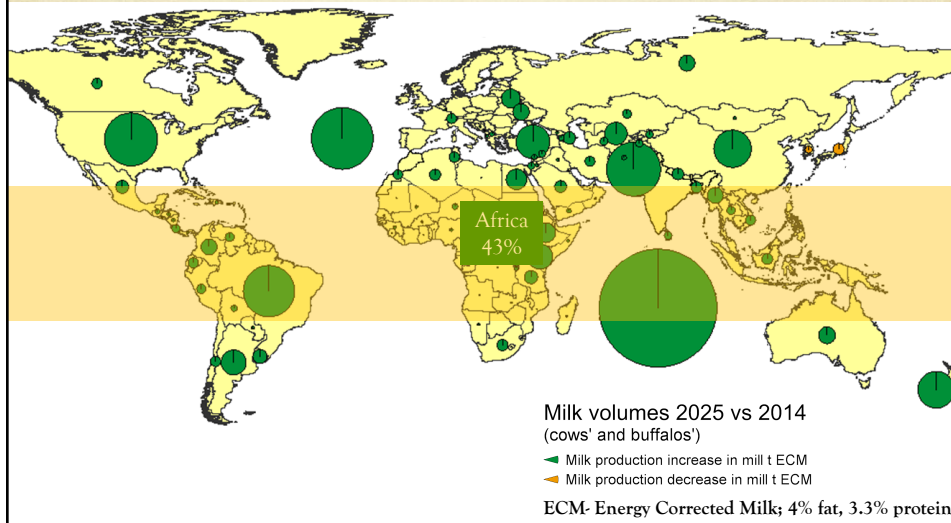 Africa
43%
Milk volumes 2025 vs 2014
(cows' and buffalos')
Milk production increase in mill t ECM
Milk production decrease in mill t ECM
ECM- Energy Corrected Milk; 4% fat, 3.3% protein